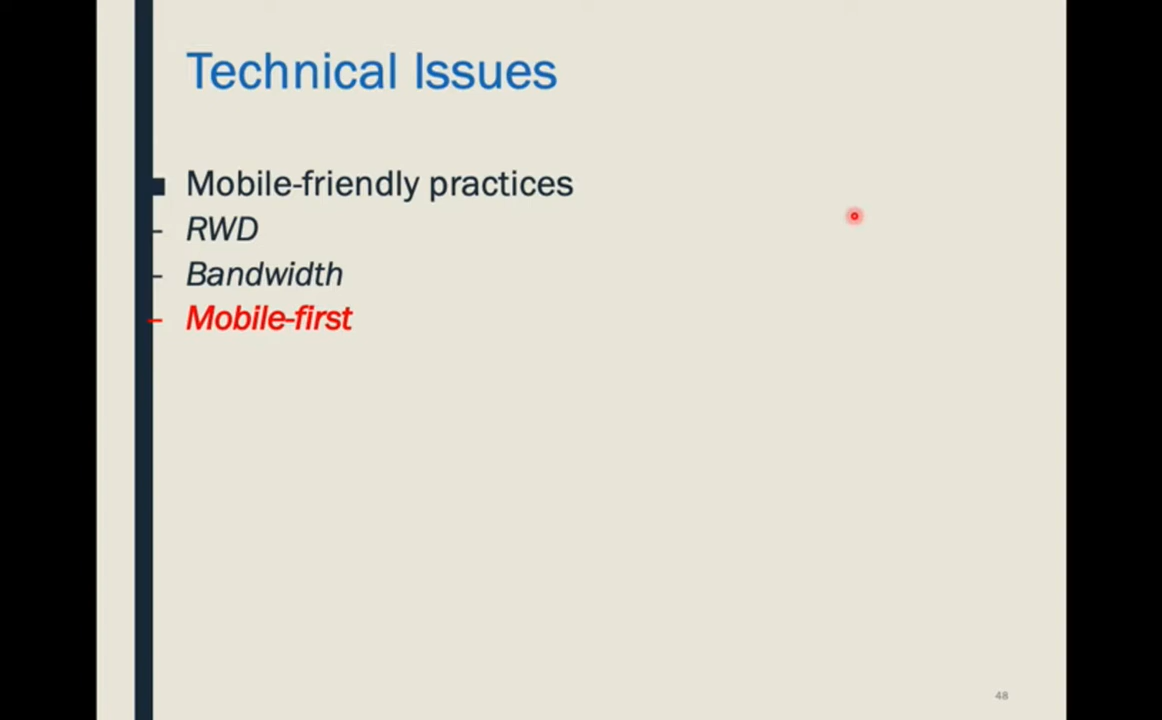 Technical Issues
■ Mobile-friendly practices
– RWD
– Bandwidth
– Mobile-first
48